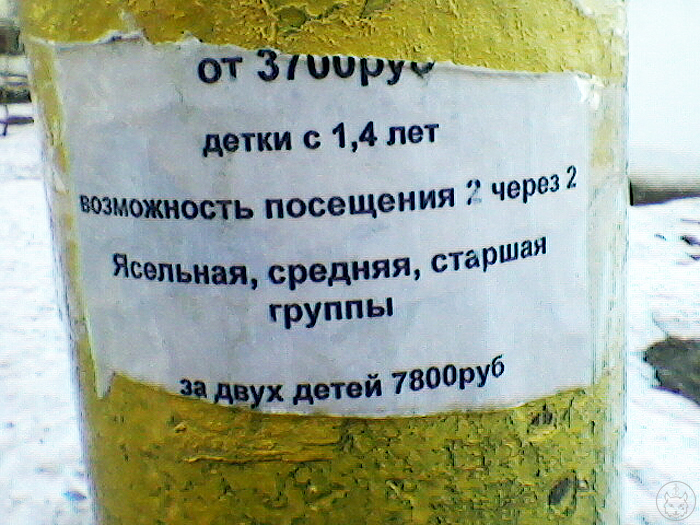 от 3700руб
детки с 1,4 лет
возможность посещения 2 через 2
Ясельная, средняя, старшая
группы
за двух детей 7800руб